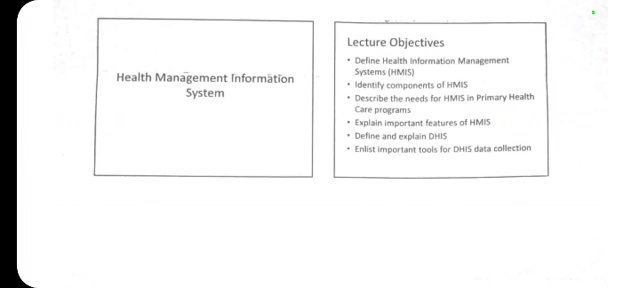 Health Management Information
System
Lecture Objectives
• Define Health Information Management
Systems (HMIS)
• Identify components of HMIS
• Describe the needs for HMIS in Primary Health
Care programs
• Explain important features of HMIS
• Define and explain DHIS
• Enlist important tools for DHIS data collection